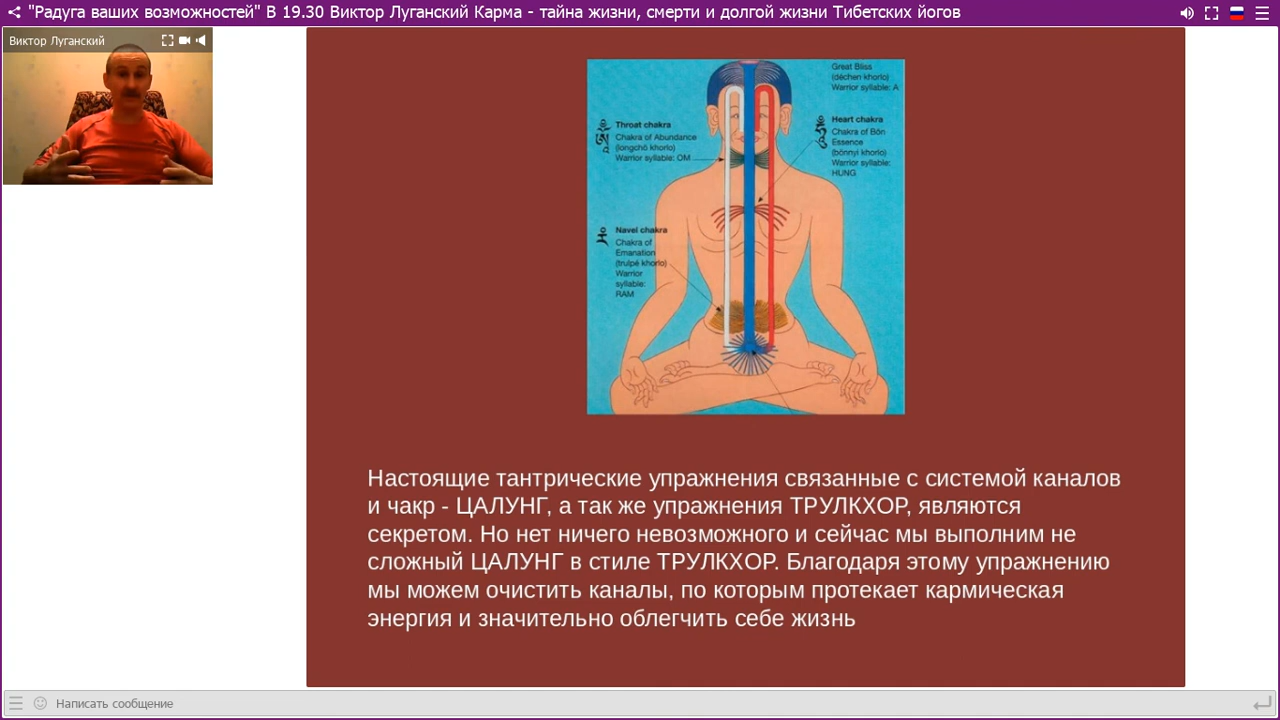 "Радуга ваших возможностей" В 19.30 Виктор Луганский Карма - тайна жизни, смерти и долгой жизни Тибетских йогов
Виктор Луганский
Great Bliss
(dêchen khorlo)
Warrior syllable: A
Throat chakra
Chakra of Abundance
(longchö khorlo)
Warrior syllable: OM
Heart chakra
Chakra of Bön
Essence
(bönnyi khorlo)
Warrior syllable:
HUNG
Navel chakra
Chakra of
Emanation
(trulpé khorlo)
Warrior
syllable:
RAM
Настоящие тантрические упражнения связанные с системой каналов
и чакр - ЦАЛУНГ, а так же упражнения ТРУЛКХОР, являются
секретом. Но нет ничего невозможного и сейчас мы выполним не
сложный ЦАЛУНГ в стиле ТРУЛКХОР. Благодаря этому упражнению
мы можем очистить каналы, по которым протекает кармическая
энергия и значительно облегчить себе жизнь
Написать сообщение